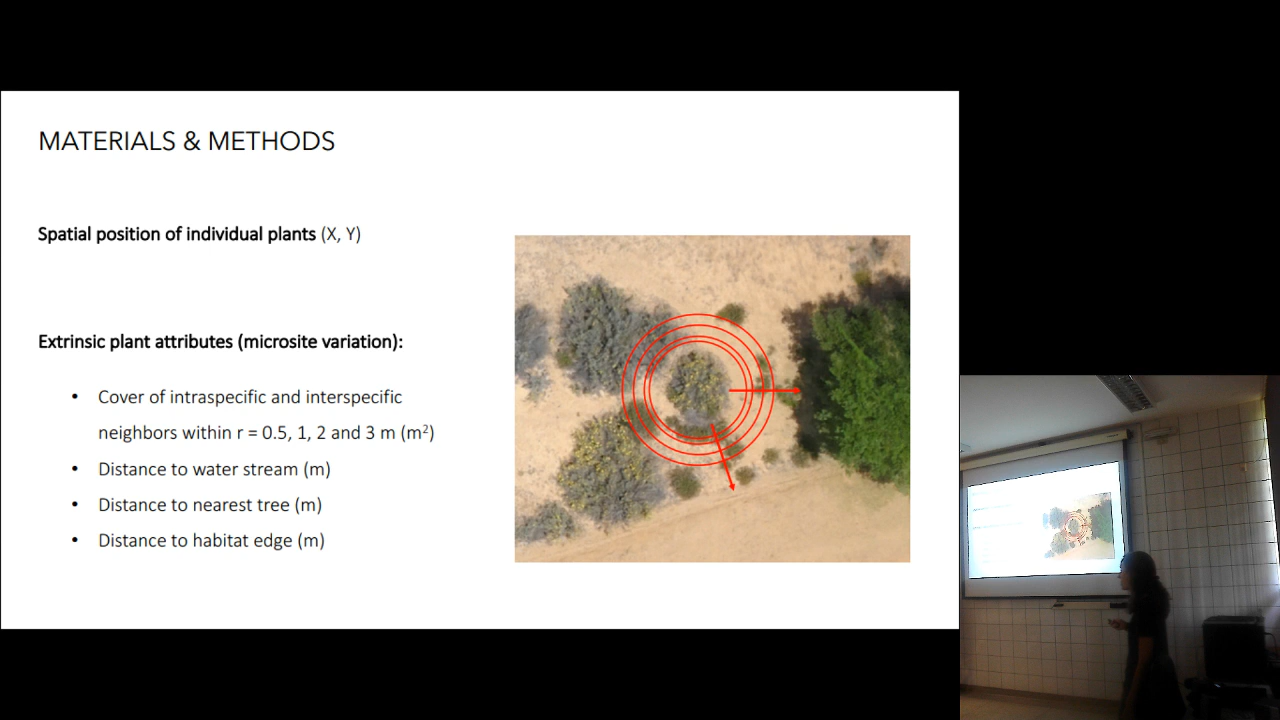 MATERIALS & METHODS
Spatial position of individual plants (X, Y)
Extrinsic plant attributes (microsite variation):
• Cover of intraspecific and interspecific
neighbors within r = 0.5, 1, 2 and 3 m (m²)
• Distance to water stream (m)
• Distance to nearest tree (m)
• Distance to habitat edge (m)